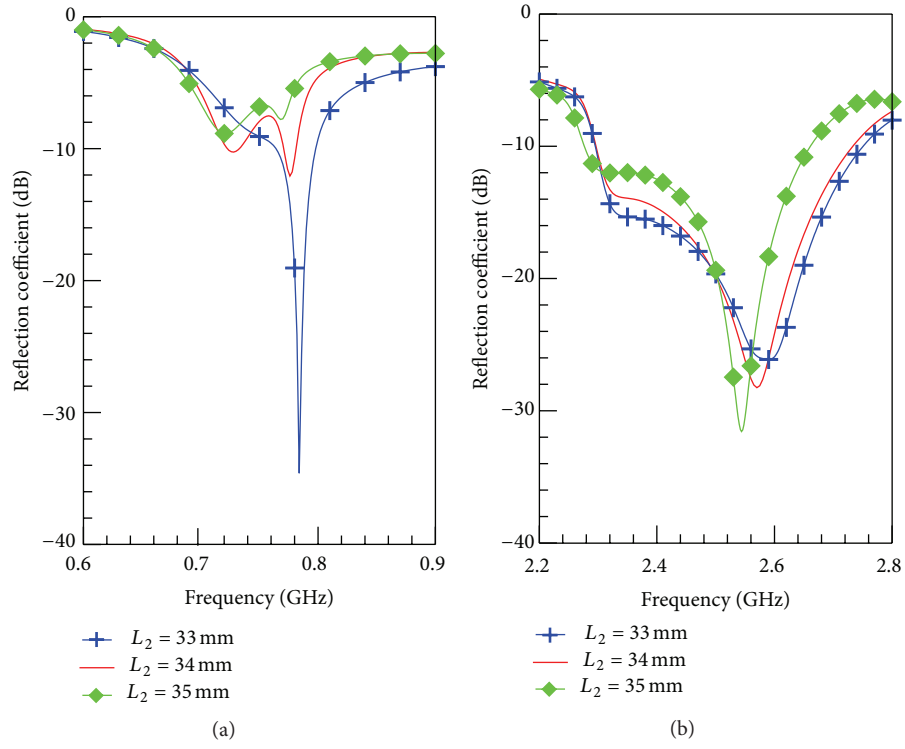 0
−10
−20
−30
−40
Reflection coefficient (dB)
0.6
0.7
0.8
0.9
Frequency (GHz)
L₂ = 33 mm
L₂ = 34 mm
L₂ = 35 mm
(a)
0
−10
−20
−30
−40
Reflection coefficient (dB)
2.2
2.4
2.6
2.8
Frequency (GHz)
L₂ = 33 mm
L₂ = 34 mm
L₂ = 35 mm
(b)